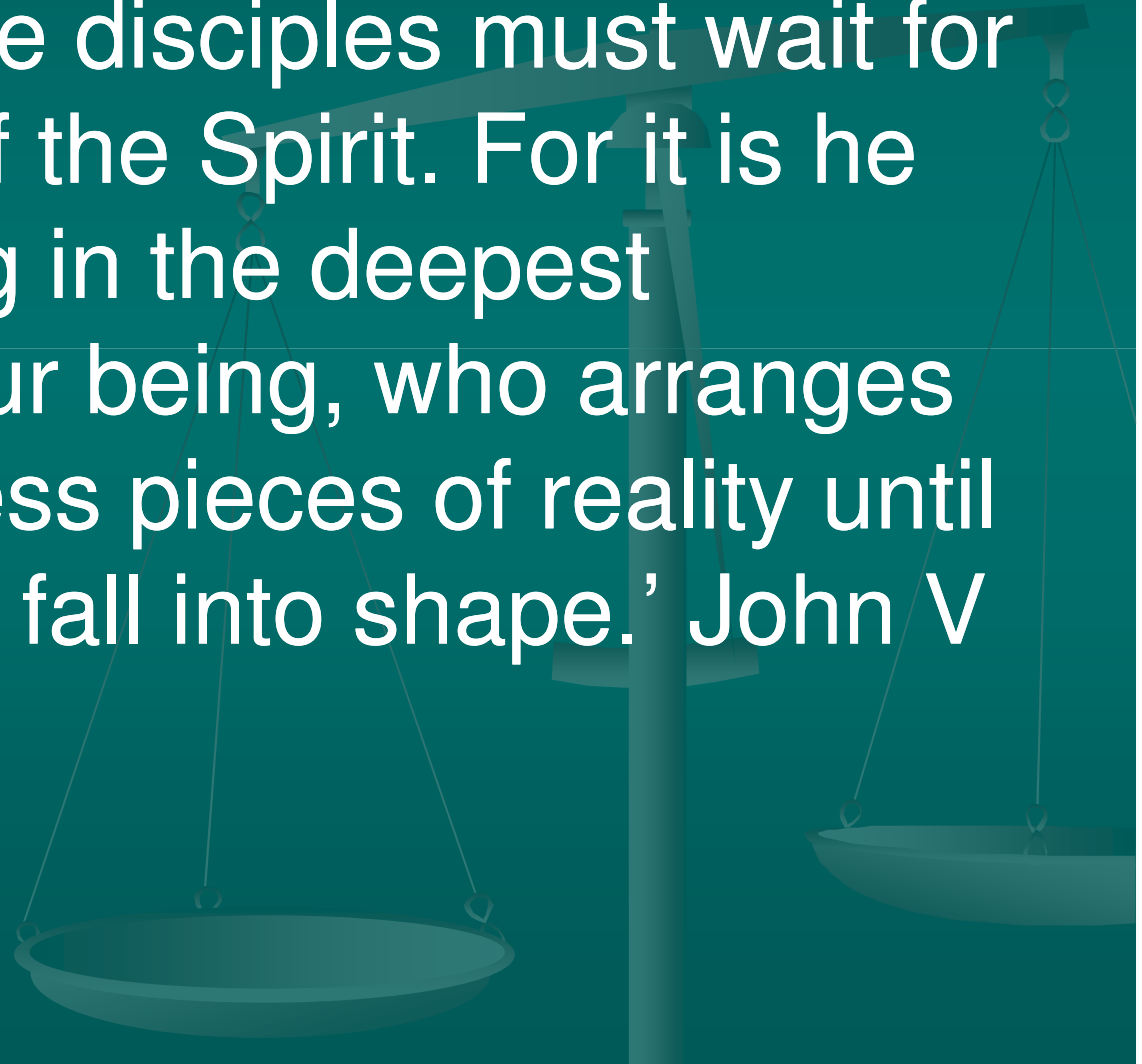 e disciples must wait for
f the Spirit. For it is he
g in the deepest
ur being, who arranges
ess pieces of reality until
fall into shape.’ John V